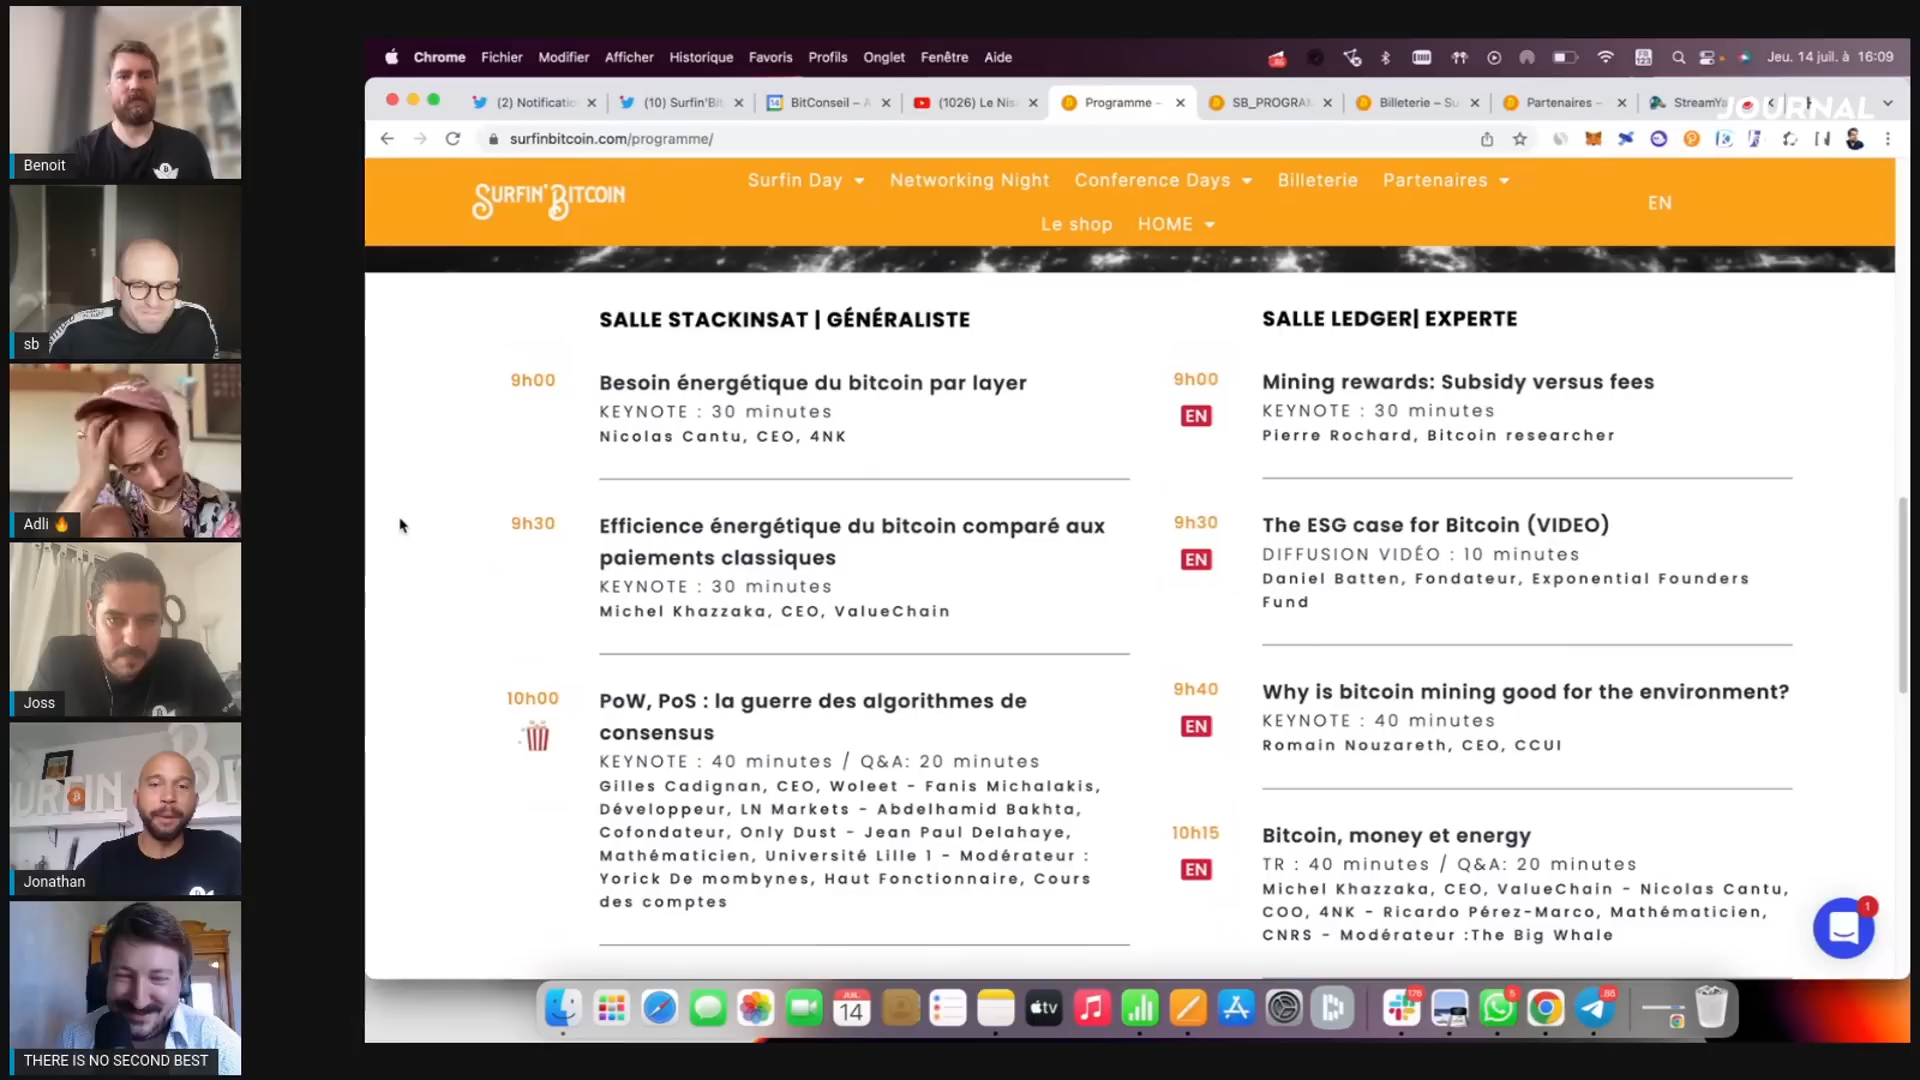 Benoit
sb
Adli 🔥
Joss
Jonathan
THERE IS NO SECOND BEST
Chrome Fichier Modifier Afficher Historique Favoris Profils Onglet Fenêtre Aide
Jeu. 14 juil. à 16:09
(2) Notificatio
(10) Surfin'Bit
BitConseil – A
(1026) Le Nis
Programme –
SB_PROGRA
Billeterie – Su
Partenaires –
StreamYa
JOURNAL
surfinbitcoin.com/programme/
SURFIN' BITCOIN
Surfin Day
Networking Night
Conference Days
Billeterie
Partenaires
Le shop
HOME
EN
SALLE STACKINSAT | GÉNÉRALISTE
9h00
Besoin énergétique du bitcoin par layer
KEYNOTE : 30 minutes
Nicolas Cantu, CEO, 4NK
9h30
Efficience énergétique du bitcoin comparé aux
paiements classiques
KEYNOTE : 30 minutes
Michel Khazzaka, CEO, ValueChain
10h00
PoW, PoS : la guerre des algorithmes de
consensus
KEYNOTE : 40 minutes / Q&A: 20 minutes
Gilles Cadignan, CEO, Woleet – Fanis Michalakis,
Développeur, LN Markets – Abdelhamid Bakhta,
Cofondateur, Only Dust – Jean Paul Delahaye,
Mathématicien, Université Lille 1 – Modérateur :
Yorick De mombynes, Haut Fonctionnaire, Cours
des comptes
SALLE LEDGER| EXPERTE
9h00
EN
Mining rewards: Subsidy versus fees
KEYNOTE : 30 minutes
Pierre Rochard, Bitcoin researcher
9h30
EN
The ESG case for Bitcoin (VIDEO)
DIFFUSION VIDÉO : 10 minutes
Daniel Batten, Fondateur, Exponential Founders
Fund
9h40
EN
Why is bitcoin mining good for the environment?
KEYNOTE : 40 minutes
Romain Nouzareth, CEO, CCUI
10h15
EN
Bitcoin, money et energy
TR : 40 minutes / Q&A: 20 minutes
Michel Khazzaka, CEO, ValueChain – Nicolas Cantu,
COO, 4NK – Ricardo Pérez-Marco, Mathématicien,
CNRS – Modérateur :The Big Whale
1
JUIL.
14
tv
176
5
86